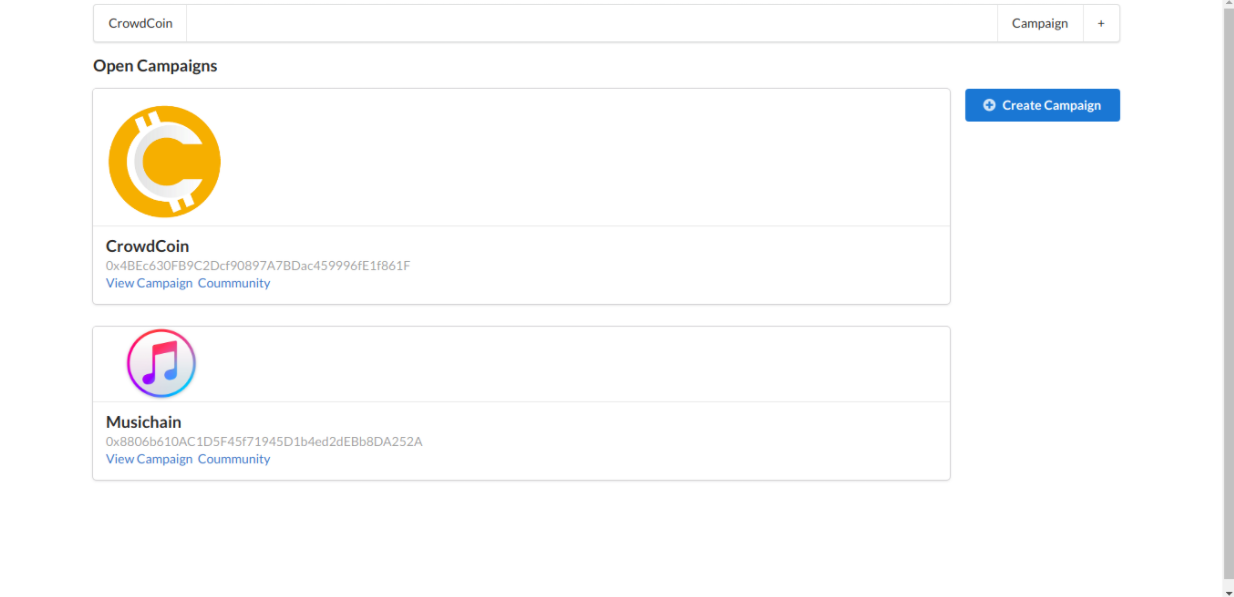 CrowdCoin Campaign +
Open Campaigns
Create Campaign
CrowdCoin
0x4BEc630FB9C2Dcf90897A7BDac459996fE1f861F
View Campaign Coummunity
Musichain
0x8806b610AC1D5F45f71945D1b4ed2dEBb8DA252A
View Campaign Coummunity